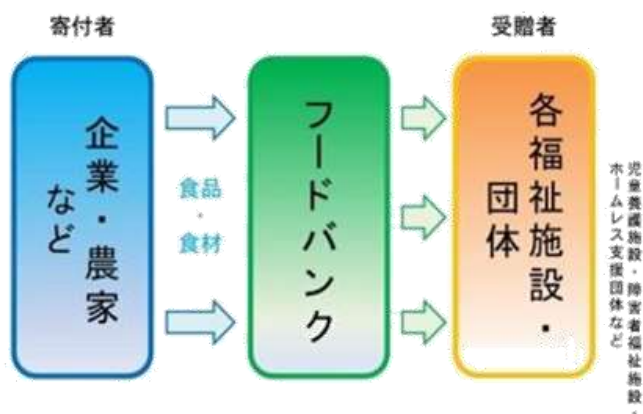 寄付者
受贈者
企業・農家
など
食品
・
食材
フードバンク
各福祉施設・
団体
児童養護施設・障害者福祉施設・
ホームレス支援団体など